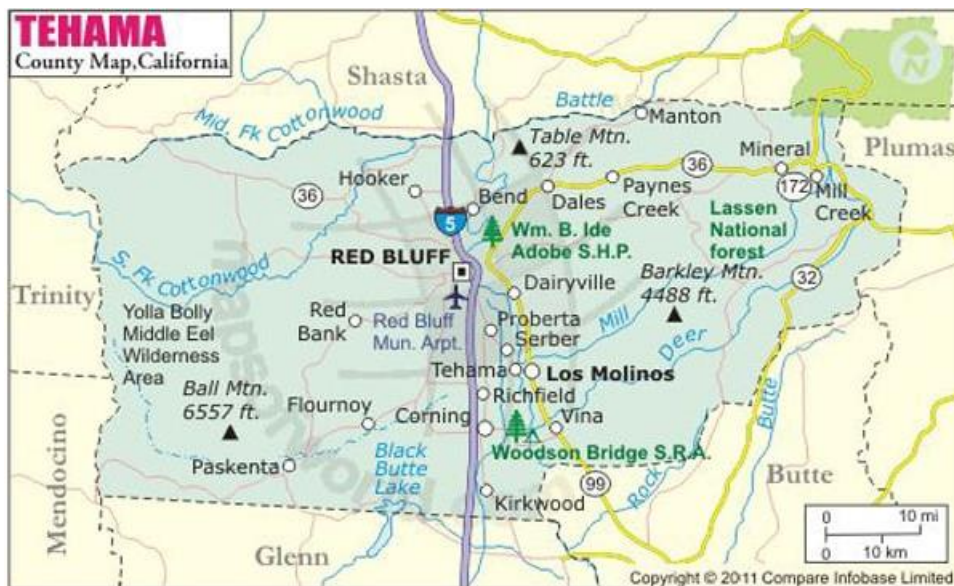 TEHAMA
County Map,California
N
Shasta
Battle
Mid. Fk Cottonwood
Manton
Table Mtn.
623 ft.
Plumas
Mineral
36
172
Mill
Creek
Hooker
36
Bend
Dales
Paynes
Creek
5
Wm. B. Ide
Adobe S.H.P.
Lassen
National
forest
RED BLUFF
S. Fk Cottonwood
Barkley Mtn.
4488 ft.
32
Trinity
Dairyville
Yolla Bolly
Middle Eel
Wilderness
Area
Red
Bank
Red Bluff
Mun. Arpt.
Proberta
Serber
Mill
Deer
Tehama
Los Molinos
Ball Mtn.
6557 ft.
Richfield
Flournoy
Corning
Vina
Butte
Mendocino
Paskenta
Black
Butte
Lake
Woodson Bridge S.R.A.
Rock
Butte
99
Kirkwood
Glenn
0 10 mi
0 10 km
Copyright © 2011 Compare Infobase Limited